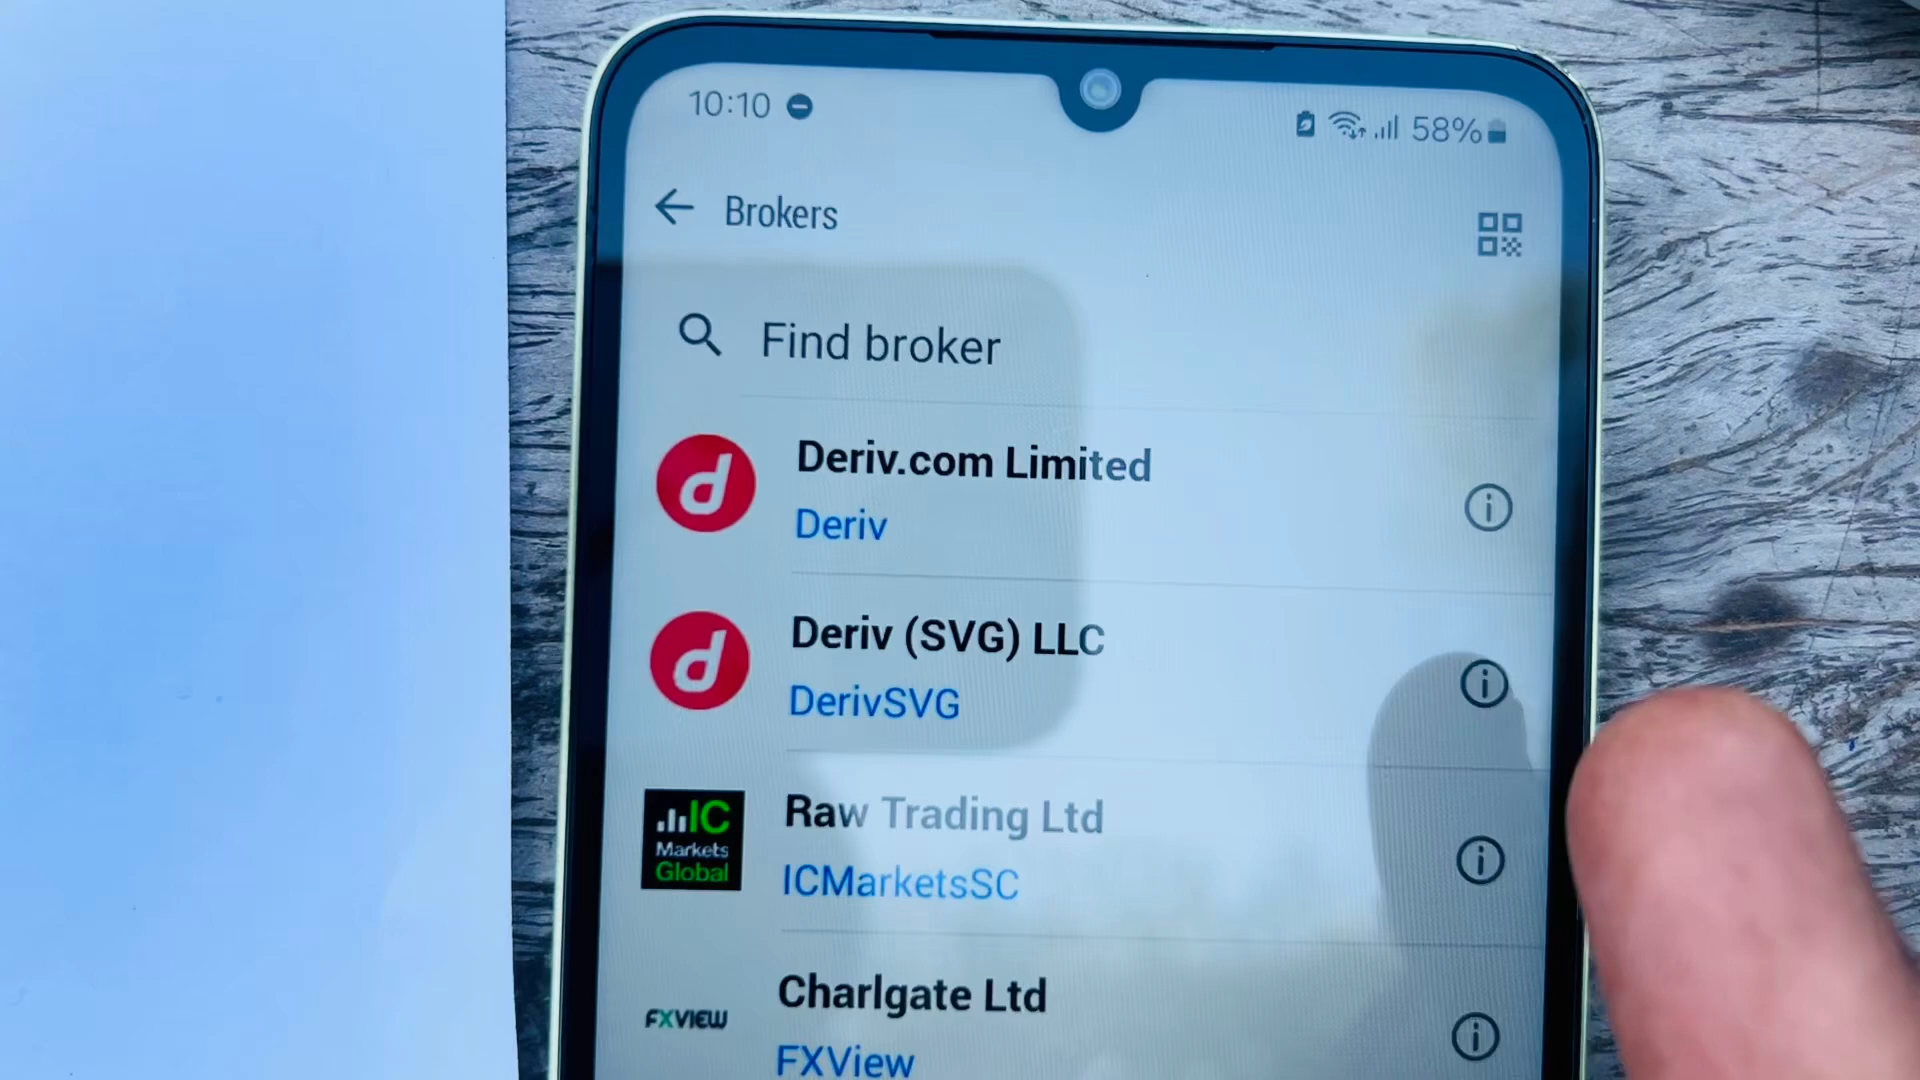 10:10
58%
Brokers
Find broker
d
Deriv.com Limited
Deriv
d
Deriv (SVG) LLC
DerivSVG
IC
Markets
Global
Raw Trading Ltd
ICMarketsSC
FXVIEW
Charlgate Ltd
FXView